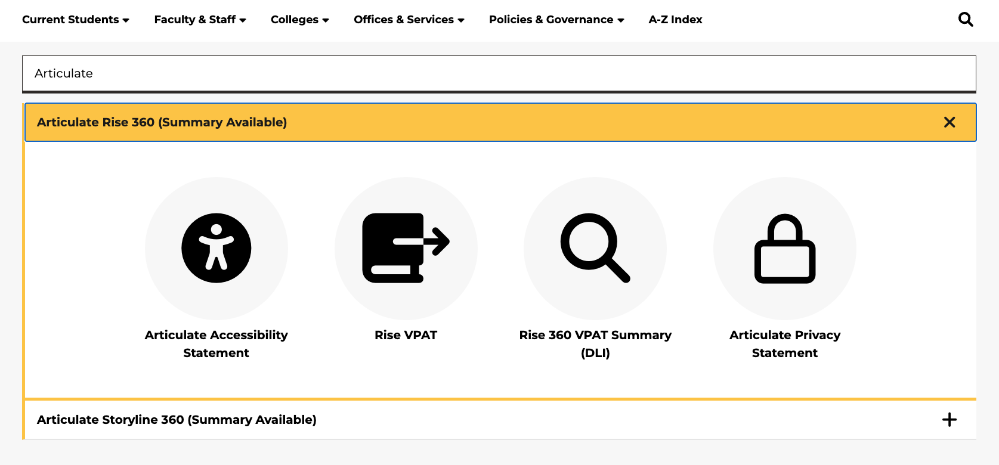 Current Students Faculty & Staff Colleges Offices & Services Policies & Governance A-Z Index
Articulate
Articulate Rise 360 (Summary Available)
Articulate Accessibility
Statement
Rise VPAT
Rise 360 VPAT Summary
(DLI)
Articulate Privacy
Statement
Articulate Storyline 360 (Summary Available)